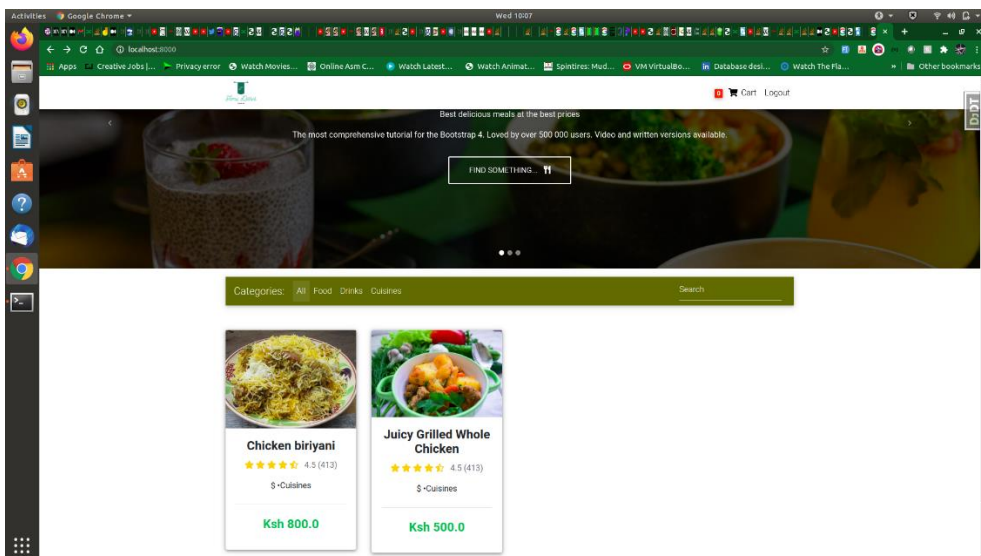 Activities Google Chrome Wed 10:07
localhost:8000
Apps Creative Jobs |... Privacy error Watch Movies... Online Asm C... Watch Latest... Watch Animat... Spintires: Mud... VM VirtualBo... Database desi... Watch The Fla... » Other bookmarks
0 Cart Logout
DjDT
Best delicious meals at the best prices
The most comprehensive tutorial for the Bootstrap 4. Loved by over 500 000 users. Video and written versions available.
FIND SOMETHING...
Categories: All Food Drinks Cuisines Search
Chicken biriyani
4.5 (413)
$ •Cuisines
Ksh 800.0
Juicy Grilled Whole
Chicken
4.5 (413)
$ •Cuisines
Ksh 500.0